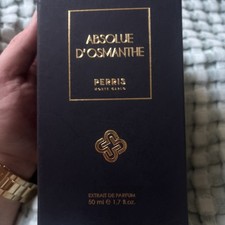 ABSOLUE
D'OSMANTHE
PERRIS
MONTE CARLO
EXTRAIT DE PARFUM
50 ml e 1.7 fl.oz.